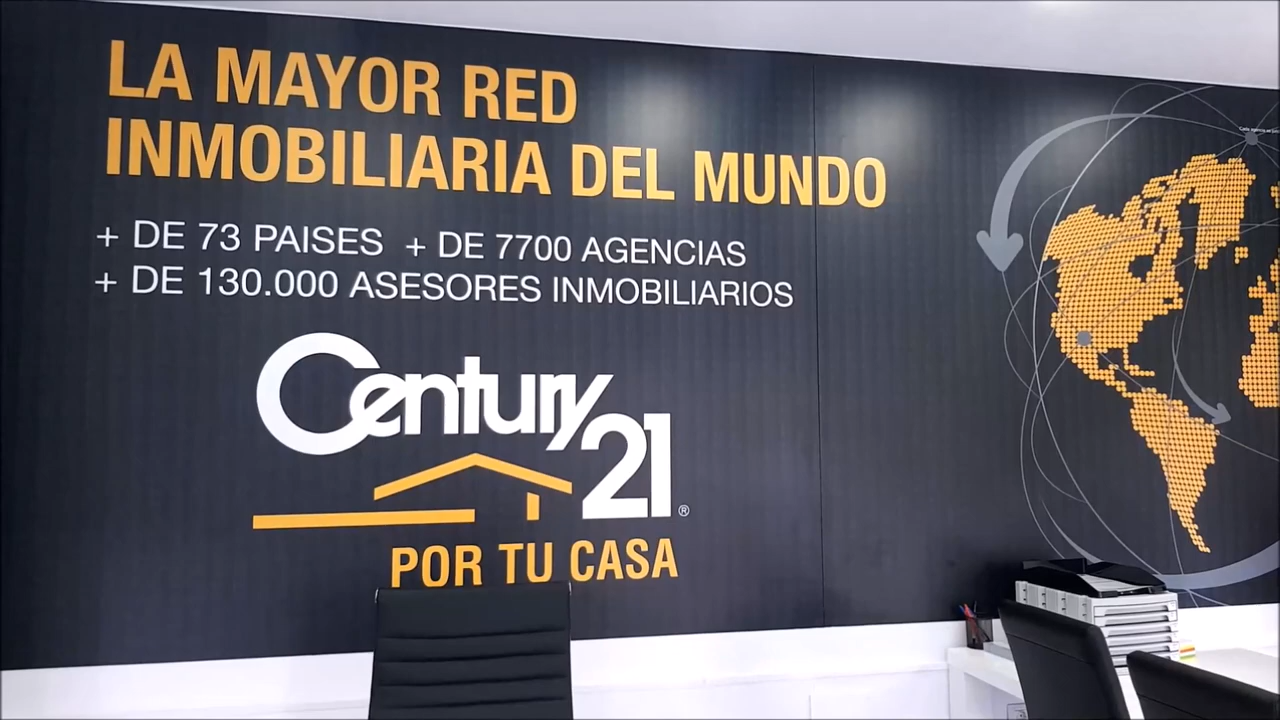 LA MAYOR RED
INMOBILIARIA DEL MUNDO
+ DE 73 PAISES + DE 7700 AGENCIAS
+ DE 130.000 ASESORES INMOBILIARIOS
Century
21®
POR TU CASA